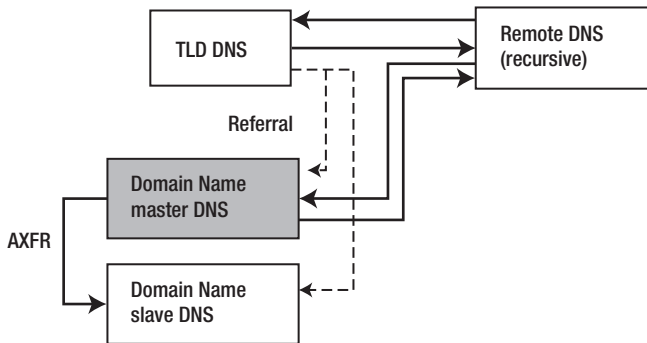 TLD DNS
Remote DNS
(recursive)
Referral
Domain Name
master DNS
AXFR
Domain Name
slave DNS